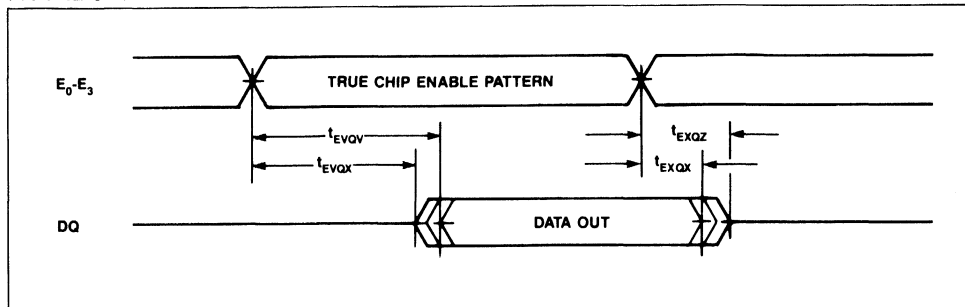 E0-E3
TRUE CHIP ENABLE PATTERN
tEVQV
tEXQZ
tEVQX
tEXQX
DQ
DATA OUT